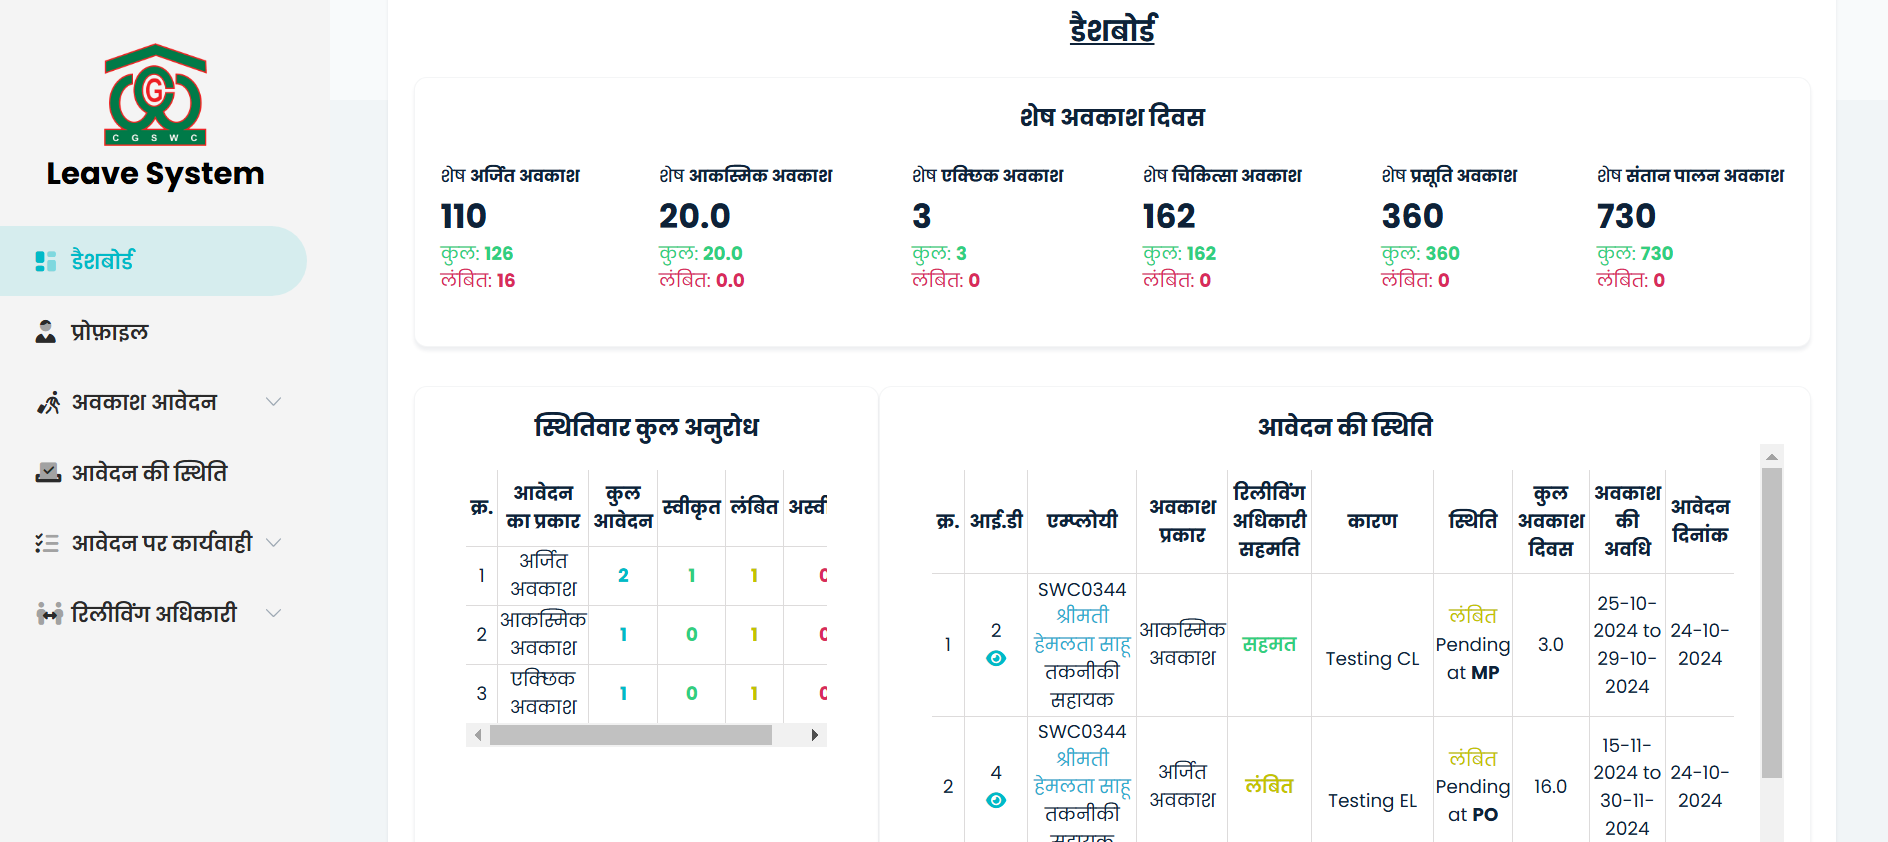 C G S W C
Leave System
डैशबोर्ड
प्रोफ़ाइल
अवकाश आवेदन
आवेदन की स्थिति
आवेदन पर कार्यवाही
रिलीविंग अधिकारी
डैशबोर्ड
शेष अवकाश दिवस
शेष अर्जित अवकाश
110
कुल: 126
लंबित: 16
शेष आकस्मिक अवकाश
20.0
कुल: 20.0
लंबित: 0.0
शेष एक्छिक अवकाश
3
कुल: 3
लंबित: 0
शेष चिकित्सा अवकाश
162
कुल: 162
लंबित: 0
शेष प्रसूति अवकाश
360
कुल: 360
लंबित: 0
शेष संतान पालन अवकाश
730
कुल: 730
लंबित: 0
स्थितिवार कुल अनुरोध
क्र. आवेदन का प्रकार कुल आवेदन स्वीकृत लंबित अस्वी
1 अर्जित अवकाश 2 1 1 0
2 आकस्मिक अवकाश 1 0 1 0
3 एक्छिक अवकाश 1 0 1 0
आवेदन की स्थिति
क्र. आई.डी एम्प्लोयी अवकाश प्रकार रिलीविंग अधिकारी सहमति कारण स्थिति कुल अवकाश दिवस अवकाश की अवधि आवेदन दिनांक
1 2 SWC0344 श्रीमती हेमलता साहू तकनीकी सहायक आकस्मिक अवकाश सहमत Testing CL लंबित Pending at MP 3.0 25-10-2024 to 29-10-2024 24-10-2024
2 4 SWC0344 श्रीमती हेमलता साहू तकनीकी सहायक अर्जित अवकाश लंबित Testing EL लंबित Pending at PO 16.0 15-11-2024 to 30-11-2024 24-10-2024